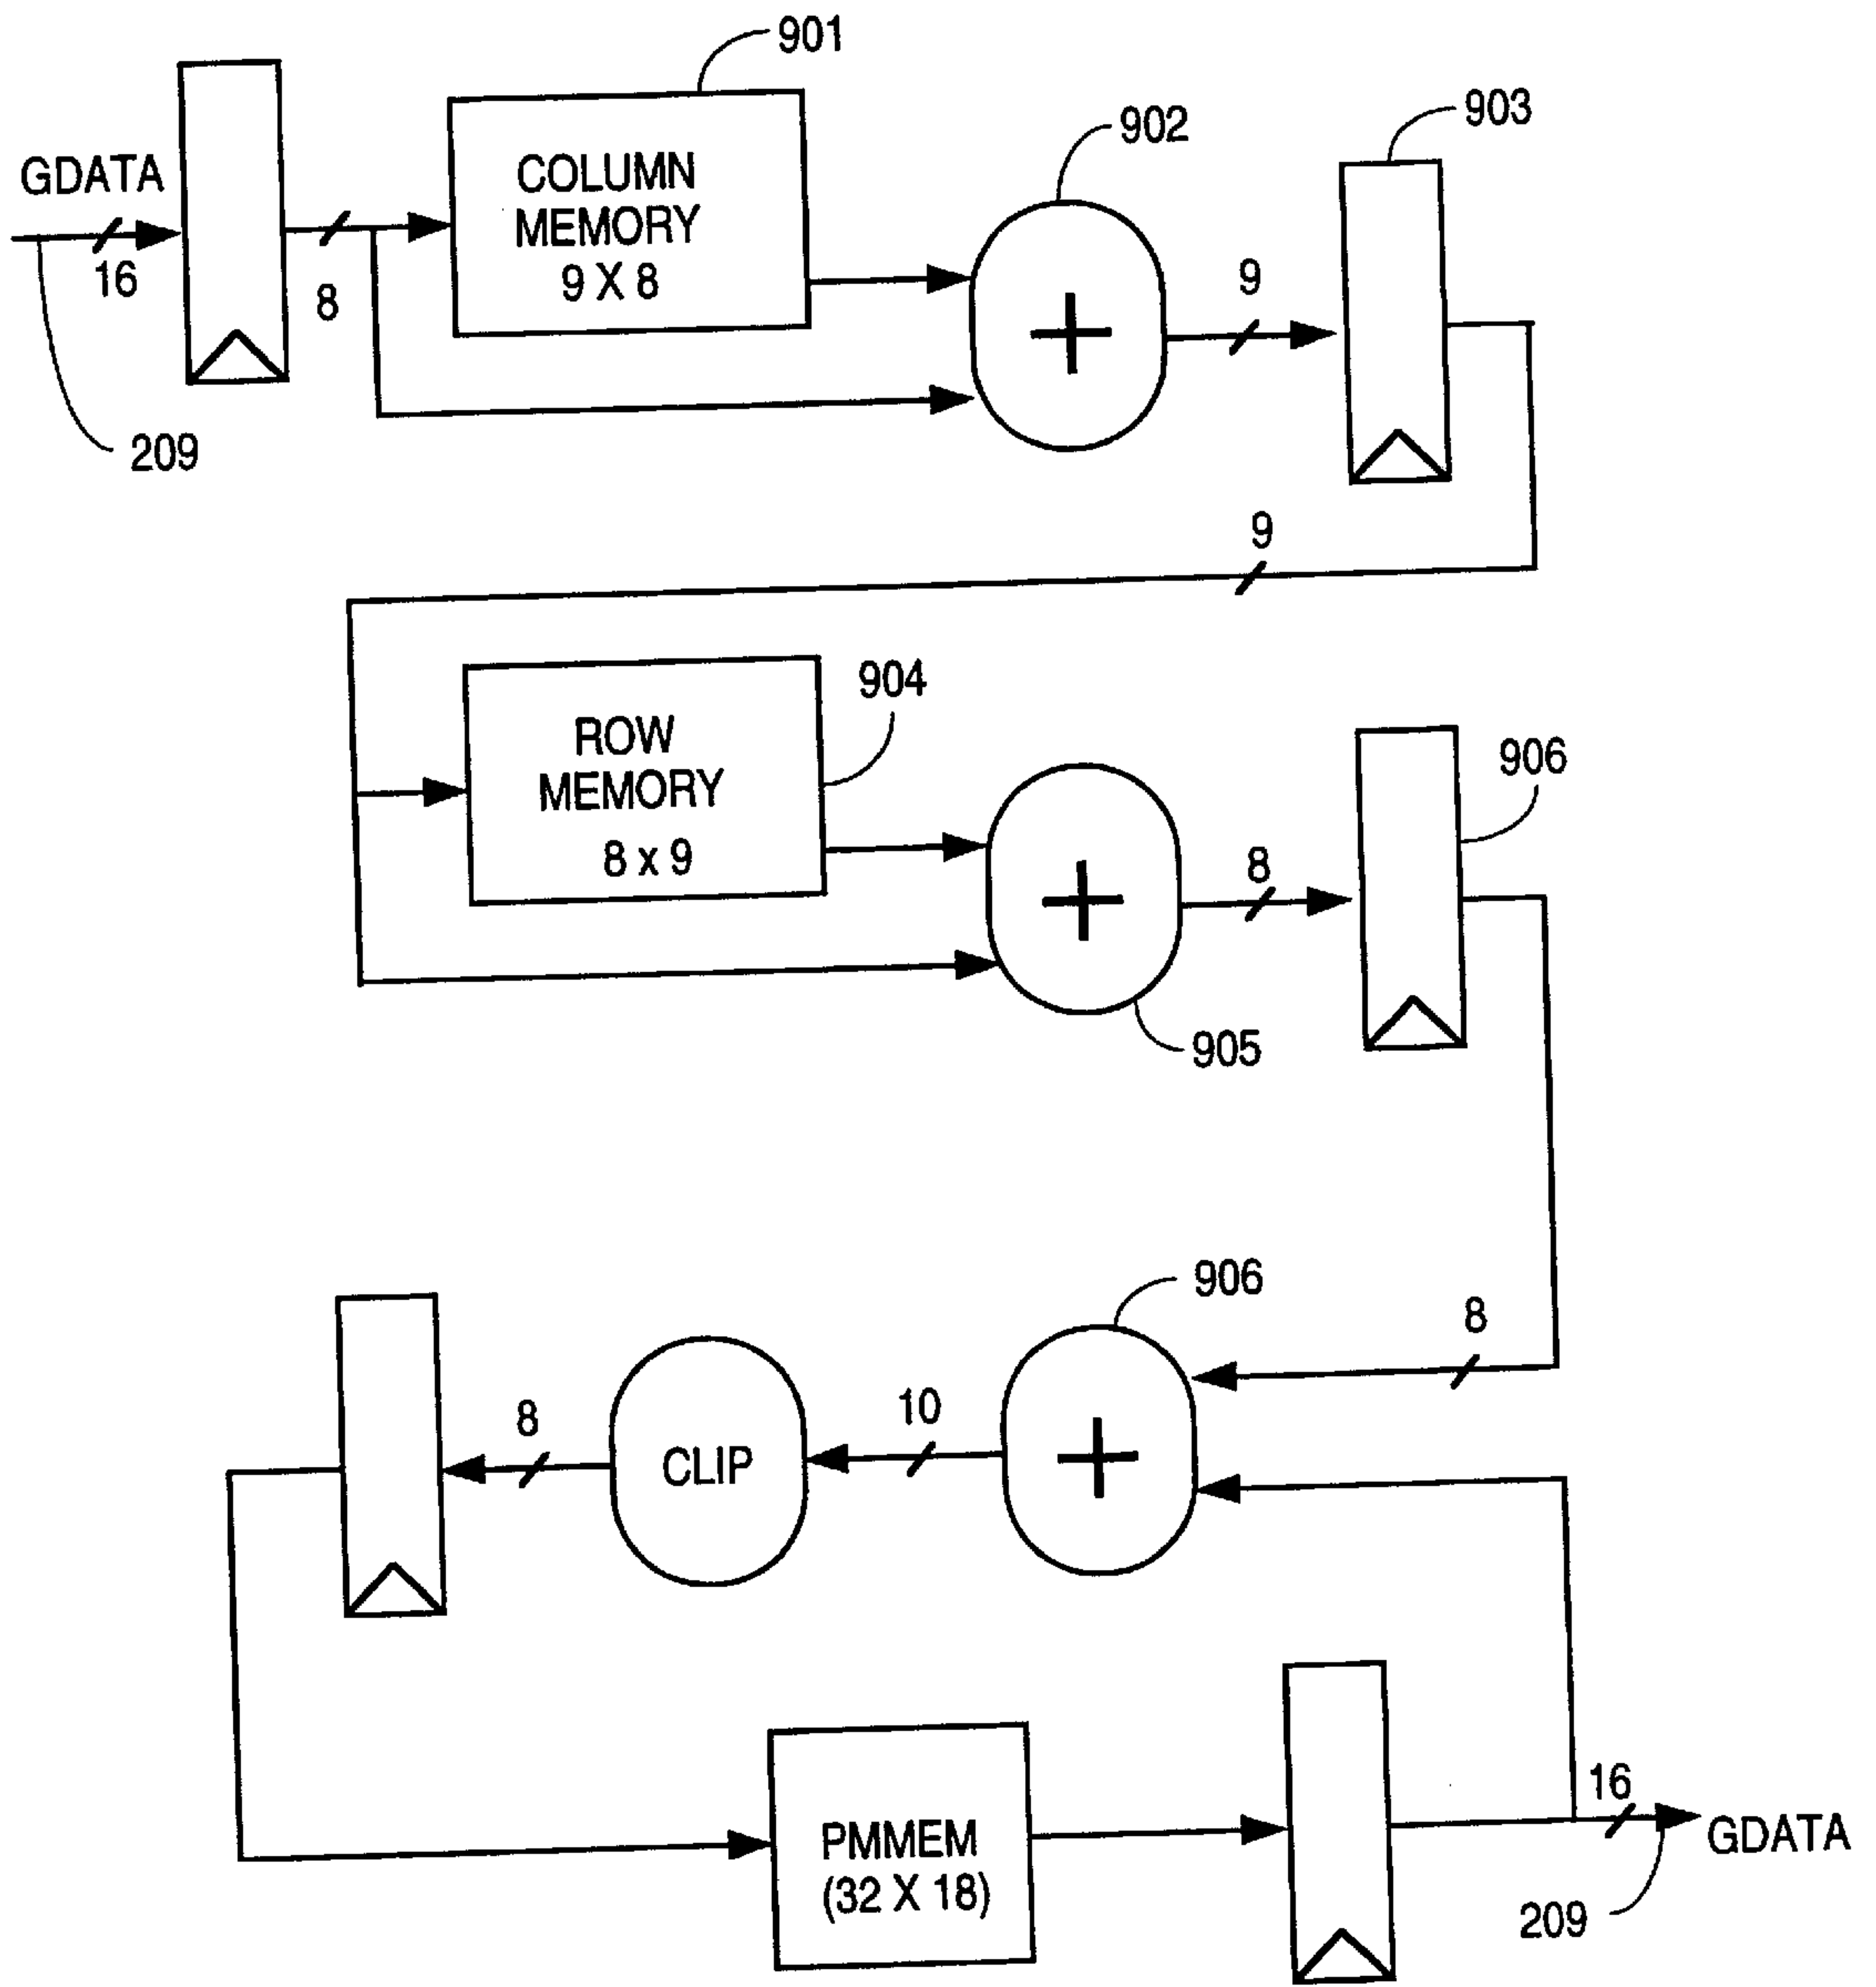 901
902
903
GDATA
COLUMN
MEMORY
9 X 8
16
8
9
209
9
904
ROW
MEMORY
8 x 9
906
8
905
906
8
10
8
CLIP
16
PMMEM
(32 X 18)
GDATA
209